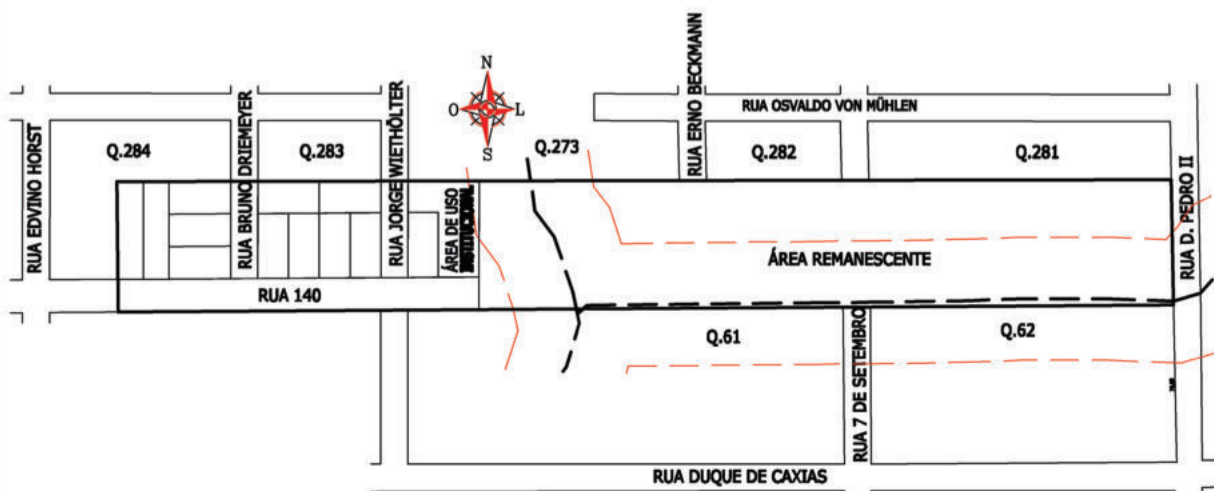 N
O L
S
RUA OSVALDO VON MÜHLEN
RUA ERNO BECKMANN
Q.284
Q.283
Q.273
Q.282
Q.281
RUA EDVINO HORST
RUA BRUNO DRIEMEYER
RUA JORGE WIETHÖLTER
ÁREA DE USO
INSTITUCIONAL
RUA D. PEDRO II
ÁREA REMANESCENTE
RUA 140
Q.61
Q.62
RUA 7 DE SETEMBRO
RUA DUQUE DE CAXIAS